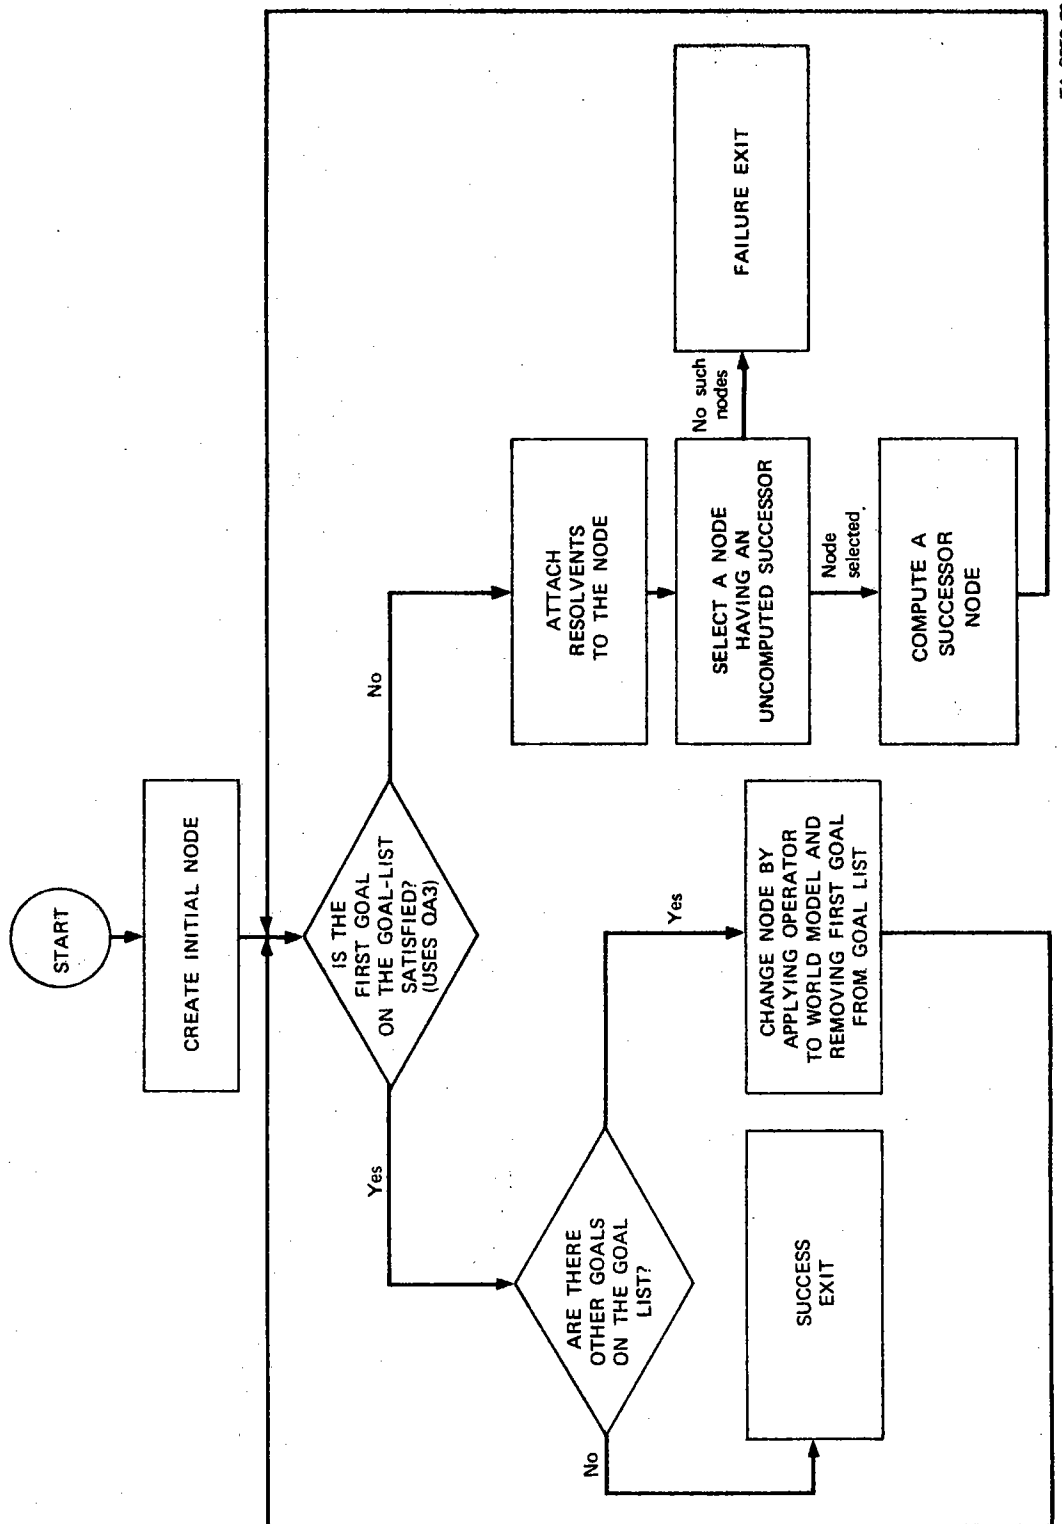 START
CREATE INITIAL NODE
IS THE
FIRST GOAL
ON THE GOAL-LIST
SATISFIED?
(USES QA3)
Yes
No
ARE THERE
OTHER GOALS
ON THE GOAL
LIST?
No
Yes
SUCCESS
EXIT
CHANGE NODE BY
APPLYING OPERATOR
TO WORLD MODEL AND
REMOVING FIRST GOAL
FROM GOAL LIST
ATTACH
RESOLVENTS
TO THE NODE
SELECT A NODE
HAVING AN
UNCOMPUTED SUCCESSOR
No such
nodes
FAILURE EXIT
Node
selected
COMPUTE A
SUCCESSOR
NODE